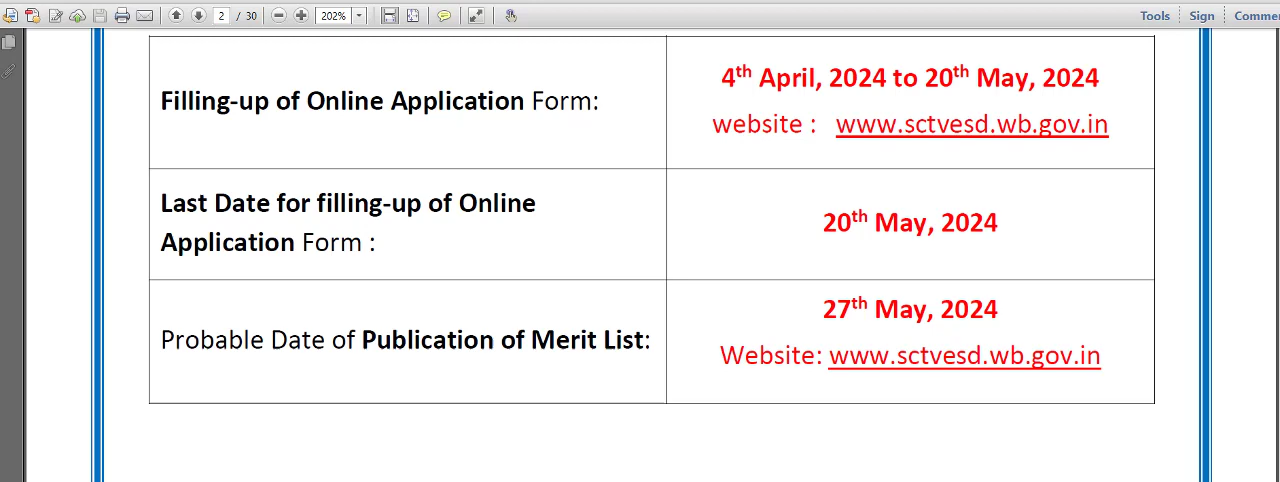 2 / 30 202% Tools Sign Commen
Filling-up of Online Application Form:
4th April, 2024 to 20th May, 2024
website : www.sctvesd.wb.gov.in
Last Date for filling-up of Online
Application Form :
20th May, 2024
Probable Date of Publication of Merit List:
27th May, 2024
Website: www.sctvesd.wb.gov.in